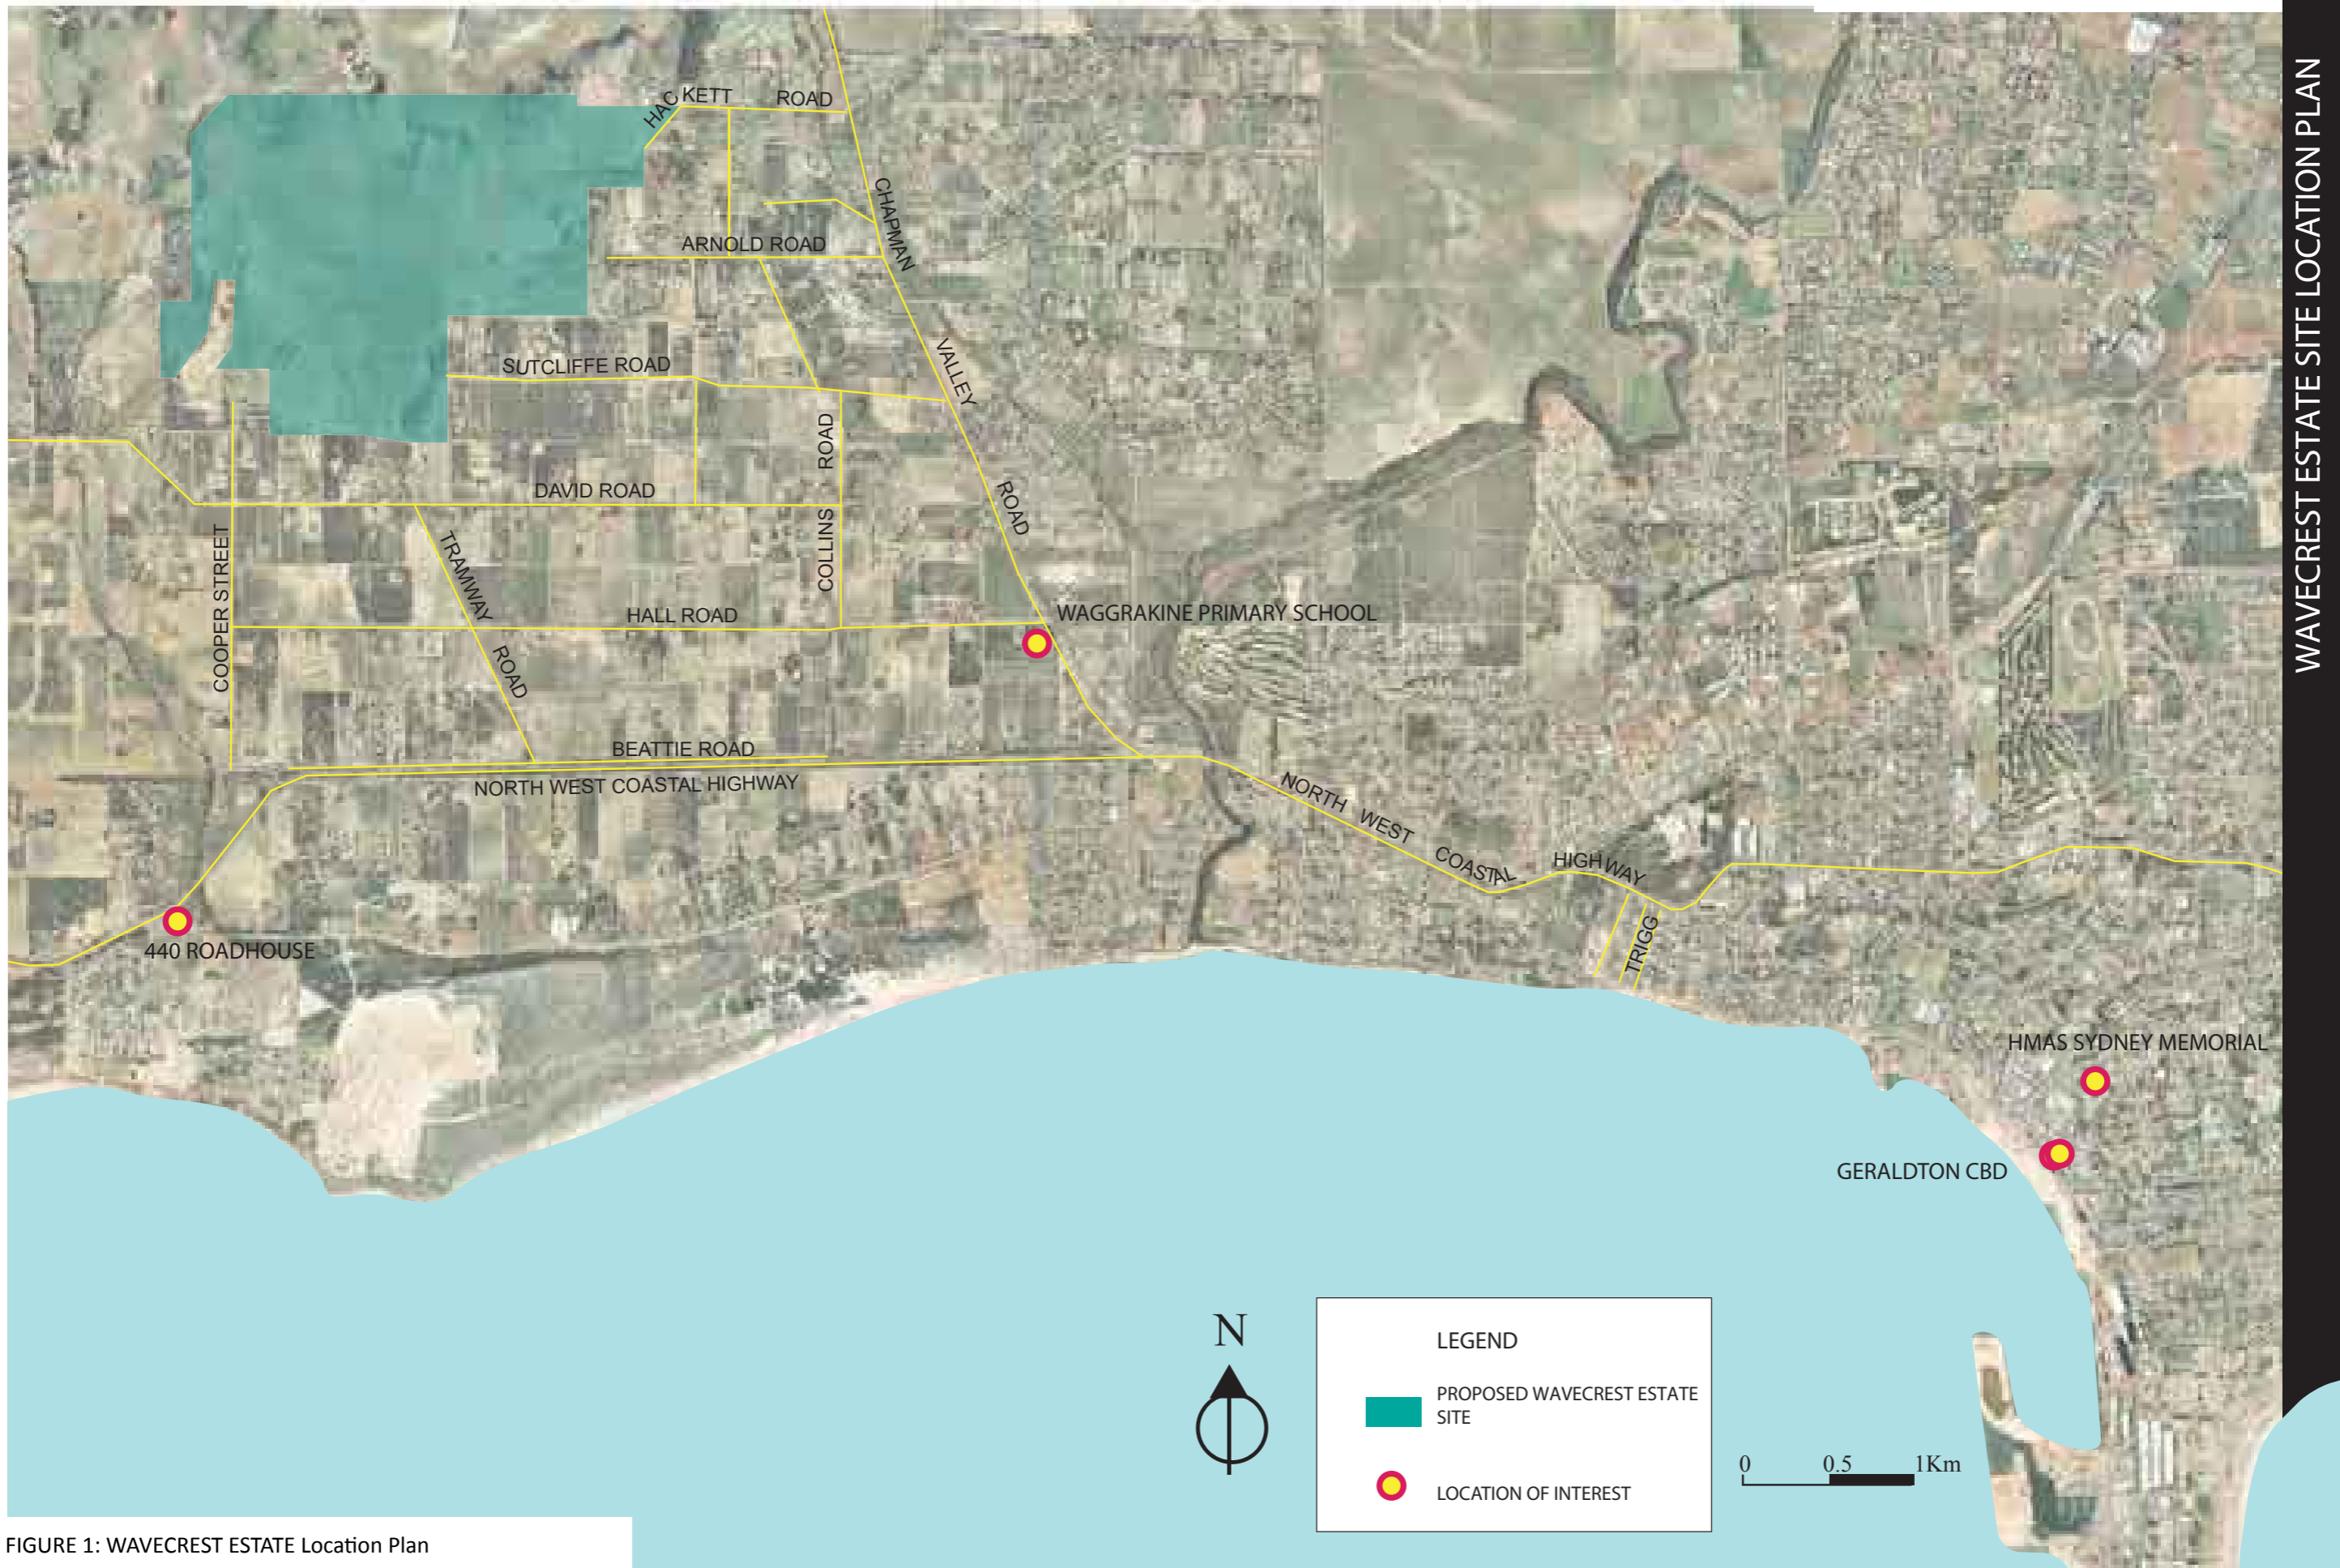 WAVECREST ESTATE SITE LOCATION PLAN
HACKETT ROAD
CHAPMAN VALLEY ROAD
ARNOLD ROAD
SUTCLIFFE ROAD
COLLINS ROAD
DAVID ROAD
COOPER STREET
TRAMWAY ROAD
HALL ROAD
WAGGRAKINE PRIMARY SCHOOL
BEATTIE ROAD
NORTH WEST COASTAL HIGHWAY
NORTH WEST COASTAL HIGHWAY
TRIGG
440 ROADHOUSE
HMAS SYDNEY MEMORIAL
GERALDTON CBD
N
LEGEND
PROPOSED WAVECREST ESTATE
SITE
LOCATION OF INTEREST
0 0.5 1Km
FIGURE 1: WAVECREST ESTATE Location Plan